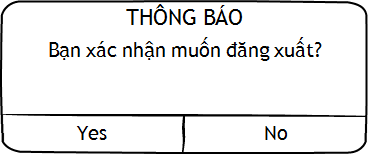 THÔNG BÁO
Bạn xác nhận muốn đăng xuất?
Yes No